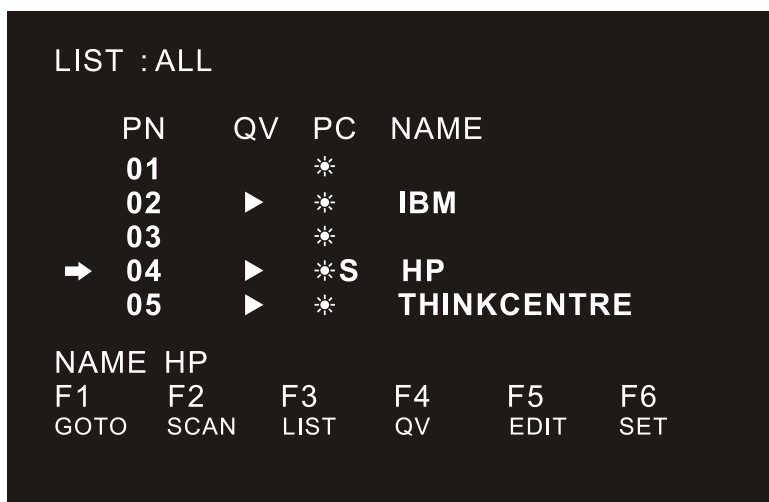 LIST : ALL
PN QV PC NAME
01
02 IBM
03
04 S HP
05 THINKCENTRE
NAME HP
F1 F2 F3 F4 F5 F6
GOTO SCAN LIST QV EDIT SET